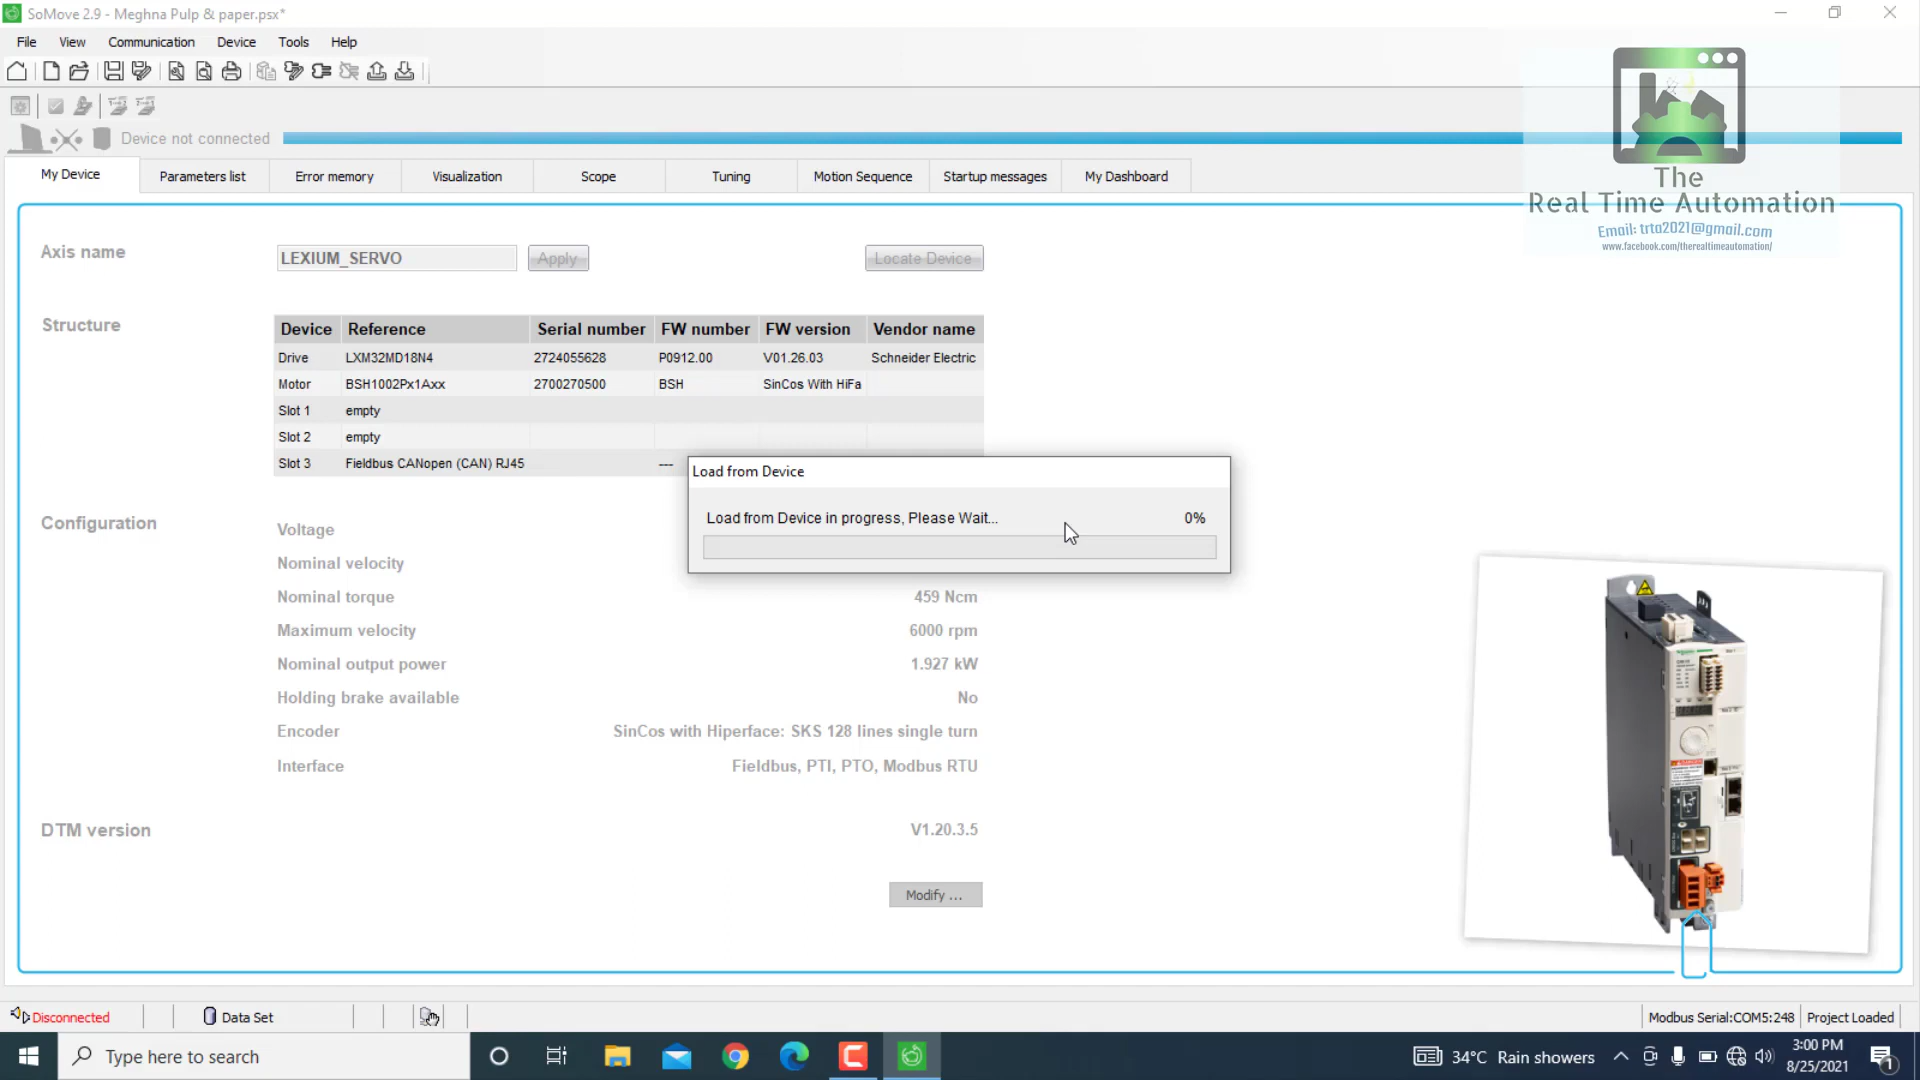 SoMove 2.9 - Meghna Pulp & paper.psx*
File View Communication Device Tools Help
Device not connected
My Device Parameters list Error memory Visualization Scope Tuning Motion Sequence Startup messages My Dashboard
The
Real Time Automation
Email: trta2021@gmail.com
www.facebook.com/therealtimeautomation/
Axis name LEXIUM_SERVO Apply Locate Device
Structure
Device Reference Serial number FW number FW version Vendor name
Drive LXM32MD18N4 2724055628 P0912.00 V01.26.03 Schneider Electric
Motor BSH1002Px1Axx 2700270500 BSH SinCos With HiFa
Slot 1 empty
Slot 2 empty
Slot 3 Fieldbus CANopen (CAN) RJ45 ---
Load from Device
Load from Device in progress, Please Wait... 0%
Configuration
Voltage
Nominal velocity
Nominal torque 459 Ncm
Maximum velocity 6000 rpm
Nominal output power 1.927 kW
Holding brake available No
Encoder SinCos with Hiperface: SKS 128 lines single turn
Interface Fieldbus, PTI, PTO, Modbus RTU
DTM version V1.20.3.5
Modify ...
Disconnected Data Set Modbus Serial:COM5:248 Project Loaded
Type here to search 34°C Rain showers 3:00 PM
8/25/2021 1